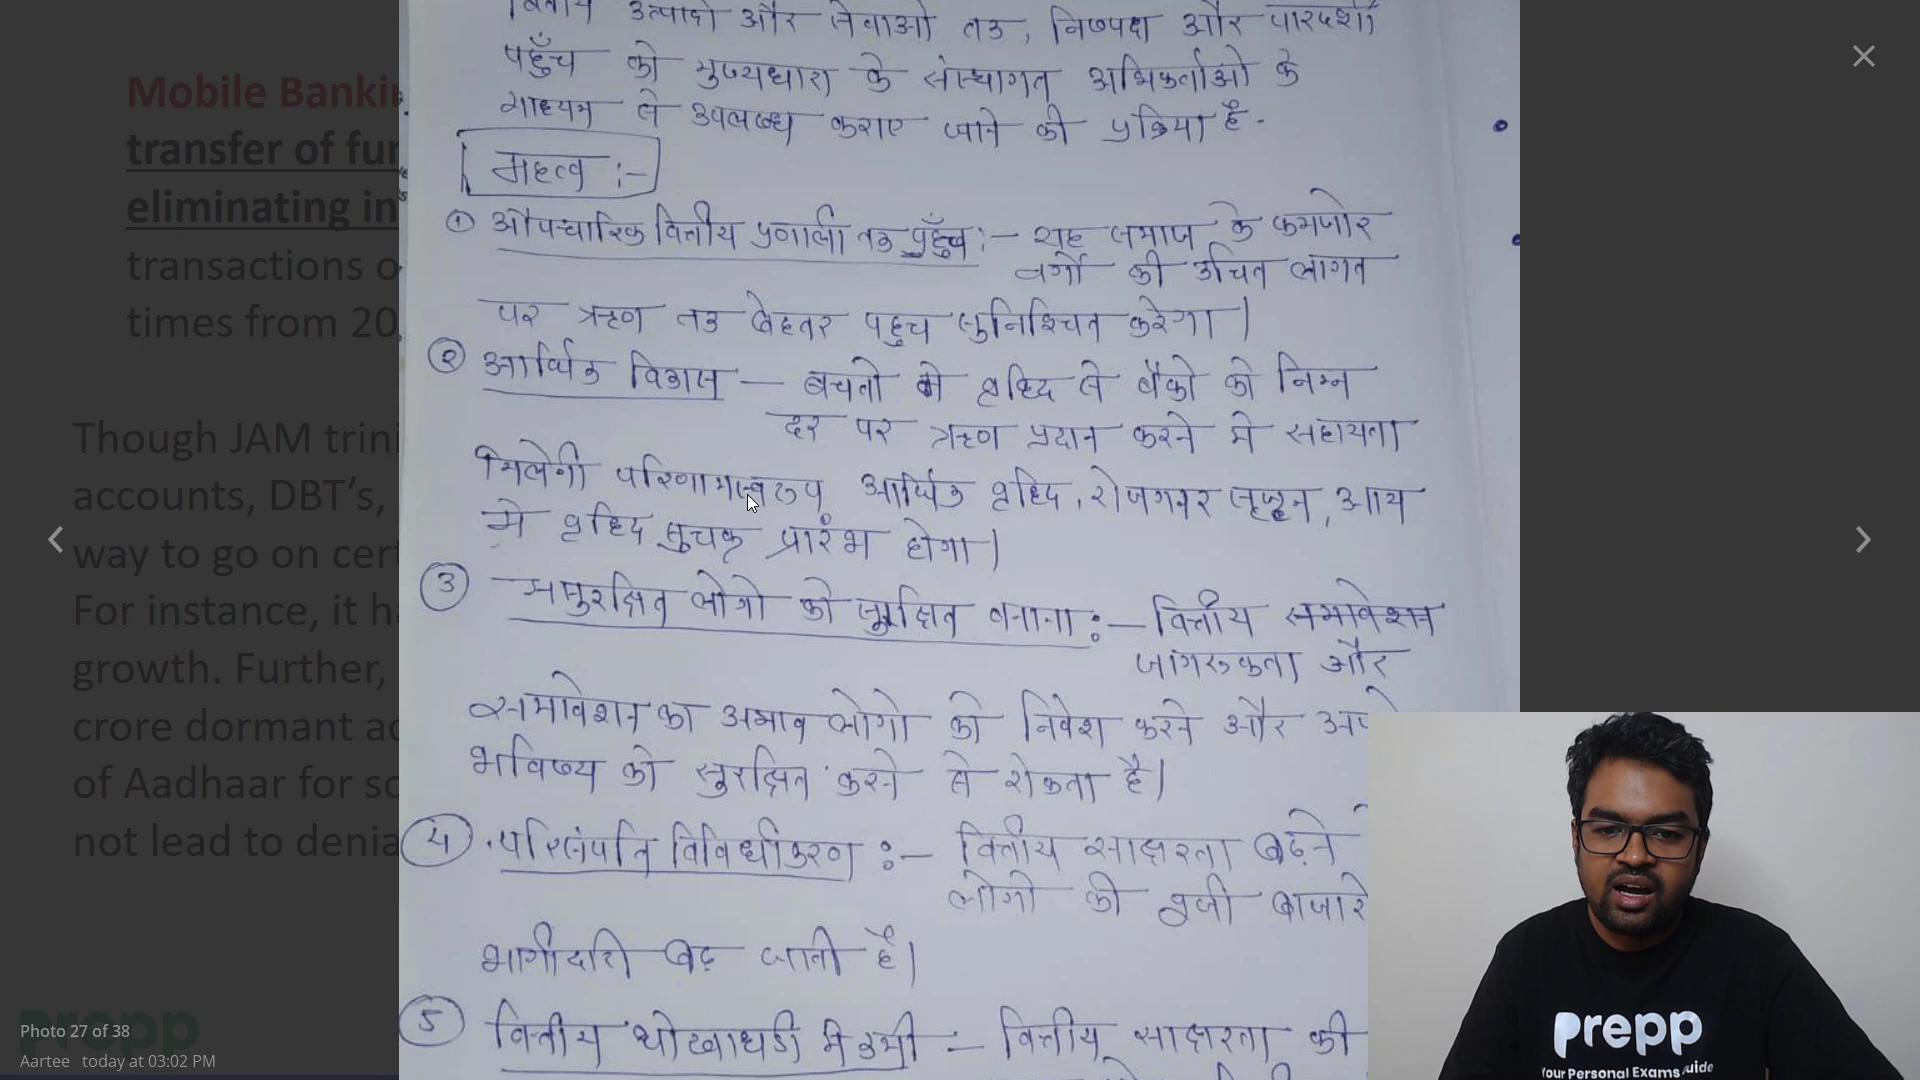 Mobile Banki
transfer of fur
eliminating in
transactions o
times from 20
Though JAM trini
accounts, DBT's,
way to go on cert
For instance, it ha
growth. Further,
crore dormant ac
of Aadhaar for sc
not lead to denia
वित्तीय उत्पादो और सेवाओ तक, निष्पक्ष और पारदर्शी
पहुँच को मुख्यधारा के संस्थागत अभिकर्ताओ के
माध्यम से उपलब्ध कराए जाने की प्रक्रिया है -
महत्व :-
① औपचारिक वित्तीय प्रणाली तक पहुँच :- यह समाज के कमजोर
वर्गो की उचित लागत
पर ऋण तक बेहतर पहुच सुनिश्चित करेगा।
② आर्थिक विकास — बचतो मे वृद्धि से बैंको को निम्न
दर पर ऋण प्रदान करने मे सहायता
मिलेगी परिणामस्वरुप आर्थिक वृद्धि, रोजगार सृजन, आय
मे वृद्धि सुचक्र प्रारंभ होगा।
③ असुरक्षित लोगो को सुरक्षित बनाना :- वित्तीय समावेशन
जागरुकता और
समावेशन का अभाव लोगो को निवेश करने और अपने
भविष्य को सुरक्षित करने से रोकता है।
④ परिसंपत्ति विविधीकरण :- वित्तीय साक्षरता बढ़ने
लोगो की पूजी बाजारे
भागीदारी बढ़ जाती है।
⑤ वित्तीय धोखाधडी मे कमी :- वित्तीय साक्षरता की
Prepp
Photo 27 of 38
Aartee today at 03:02 PM
Prepp
Your Personal Exams Guide